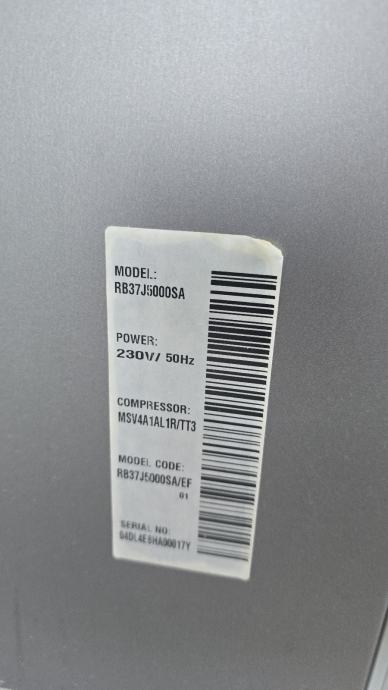 MODEL:
RB37J5000SA
POWER:
230V/ 50Hz
COMPRESSOR:
MSV4A1AL1R/TT3
MODEL CODE:
RB37J5000SA/EF
01
SERIAL NO: